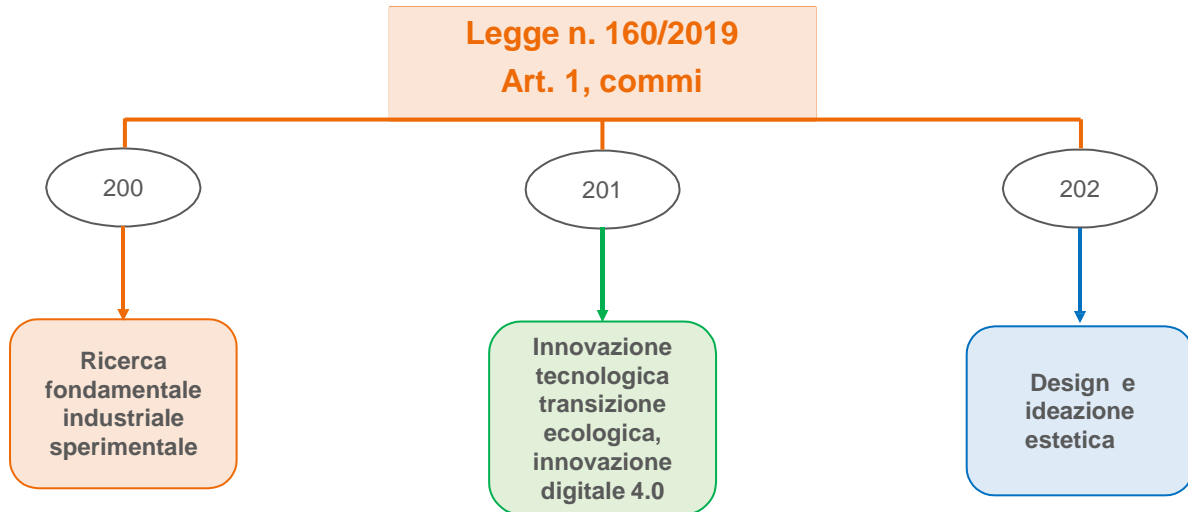 Legge n. 160/2019
Art. 1, commi
200
201
202
Ricerca
fondamentale
industriale
sperimentale
Innovazione
tecnologica
transizione
ecologica,
innovazione
digitale 4.0
Design e
ideazione
estetica